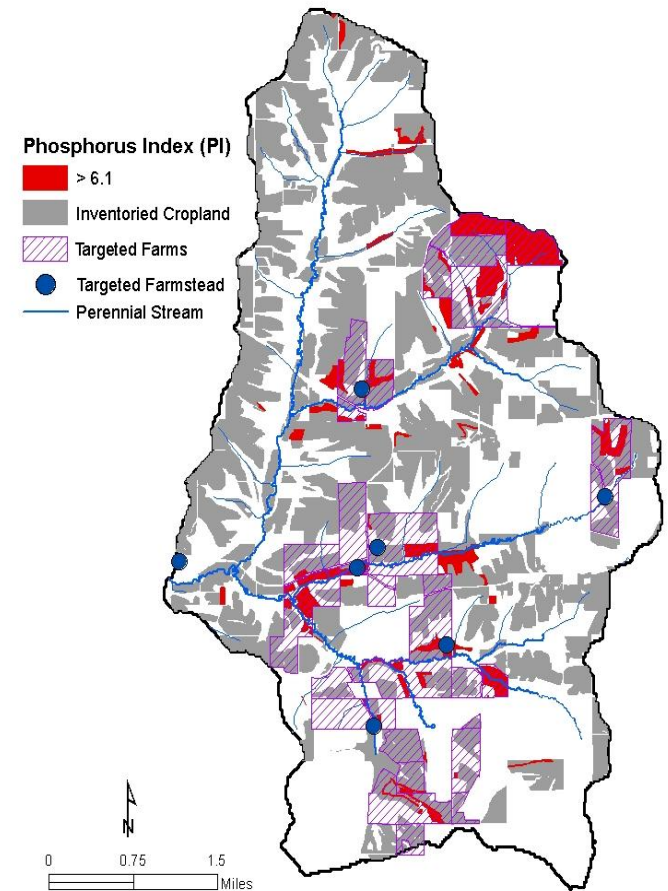 Phosphorus Index (PI)
> 6.1
Inventoried Cropland
Targeted Farms
Targeted Farmstead
Perennial Stream
N
0 0.75 1.5
Miles